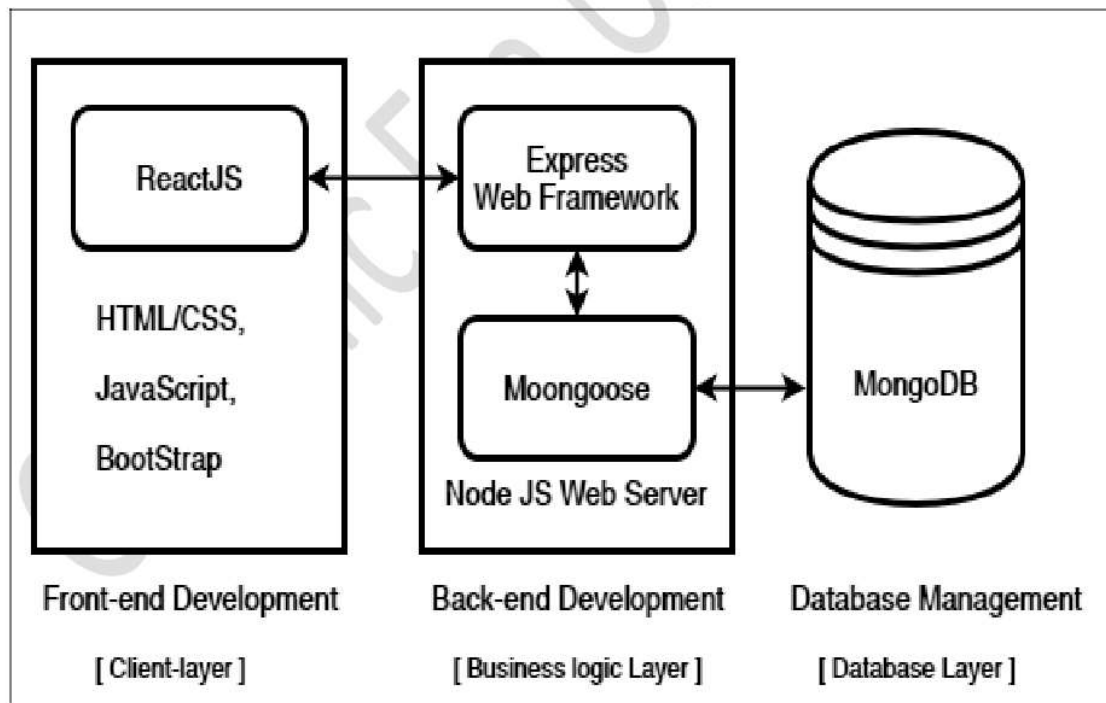 ReactJS
HTML/CSS,
JavaScript,
BootStrap
Front-end Development
[ Client-layer ]
Express
Web Framework
Moongoose
Node JS Web Server
Back-end Development
[ Business logic Layer ]
MongoDB
Database Management
[ Database Layer ]